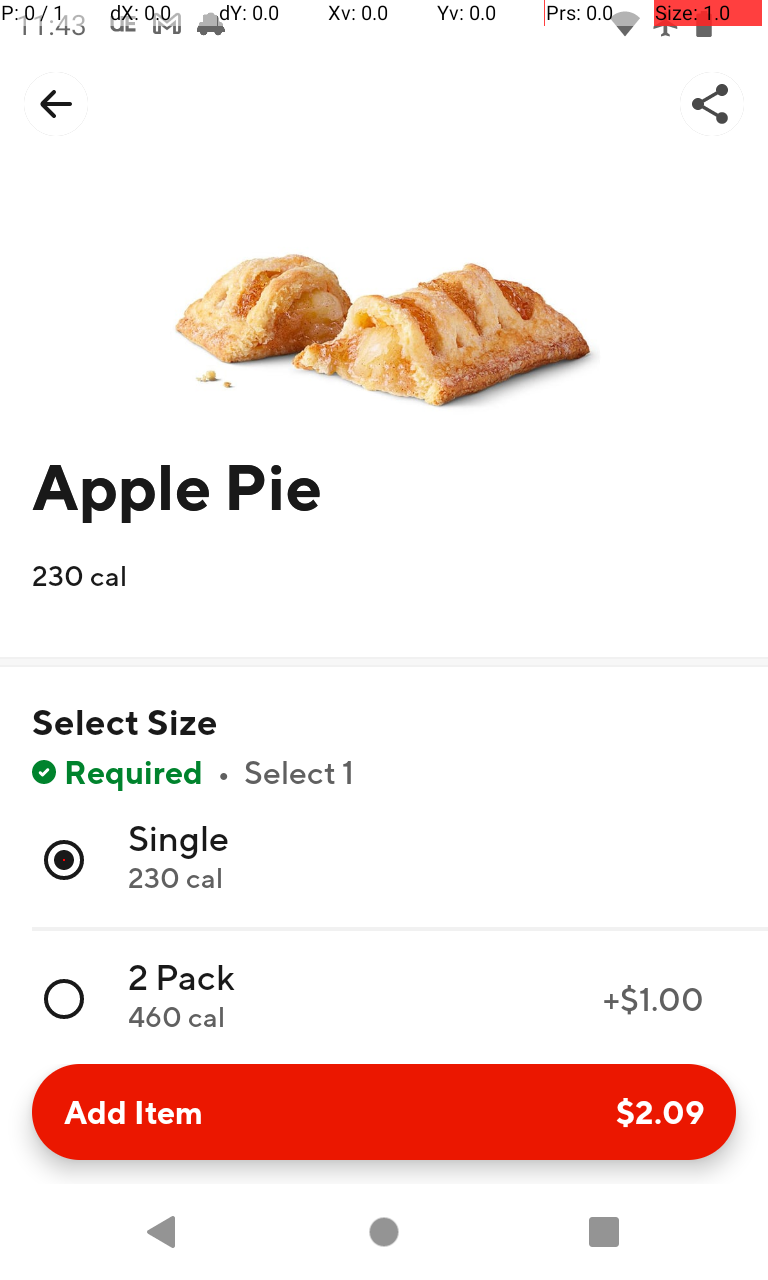 P: 0 / 1 dX: 0.0 dY: 0.0 Xv: 0.0 Yv: 0.0 Prs: 0.0 Size: 1.0
11:43 UE
Apple Pie
230 cal
Select Size
Required • Select 1
Single
230 cal
2 Pack
460 cal
+$1.00
Add Item $2.09